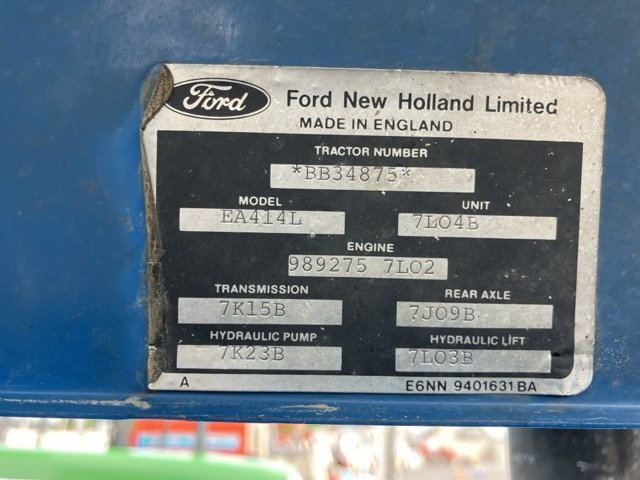 Ford Ford New Holland Limited
MADE IN ENGLAND
TRACTOR NUMBER
*BB34875*
MODEL UNIT
EA414L 7L04B
ENGINE
989275 7L02
TRANSMISSION REAR AXLE
7K15B 7J09B
HYDRAULIC PUMP HYDRAULIC LIFT
7K23B 7L03B
A E6NN 9401631BA